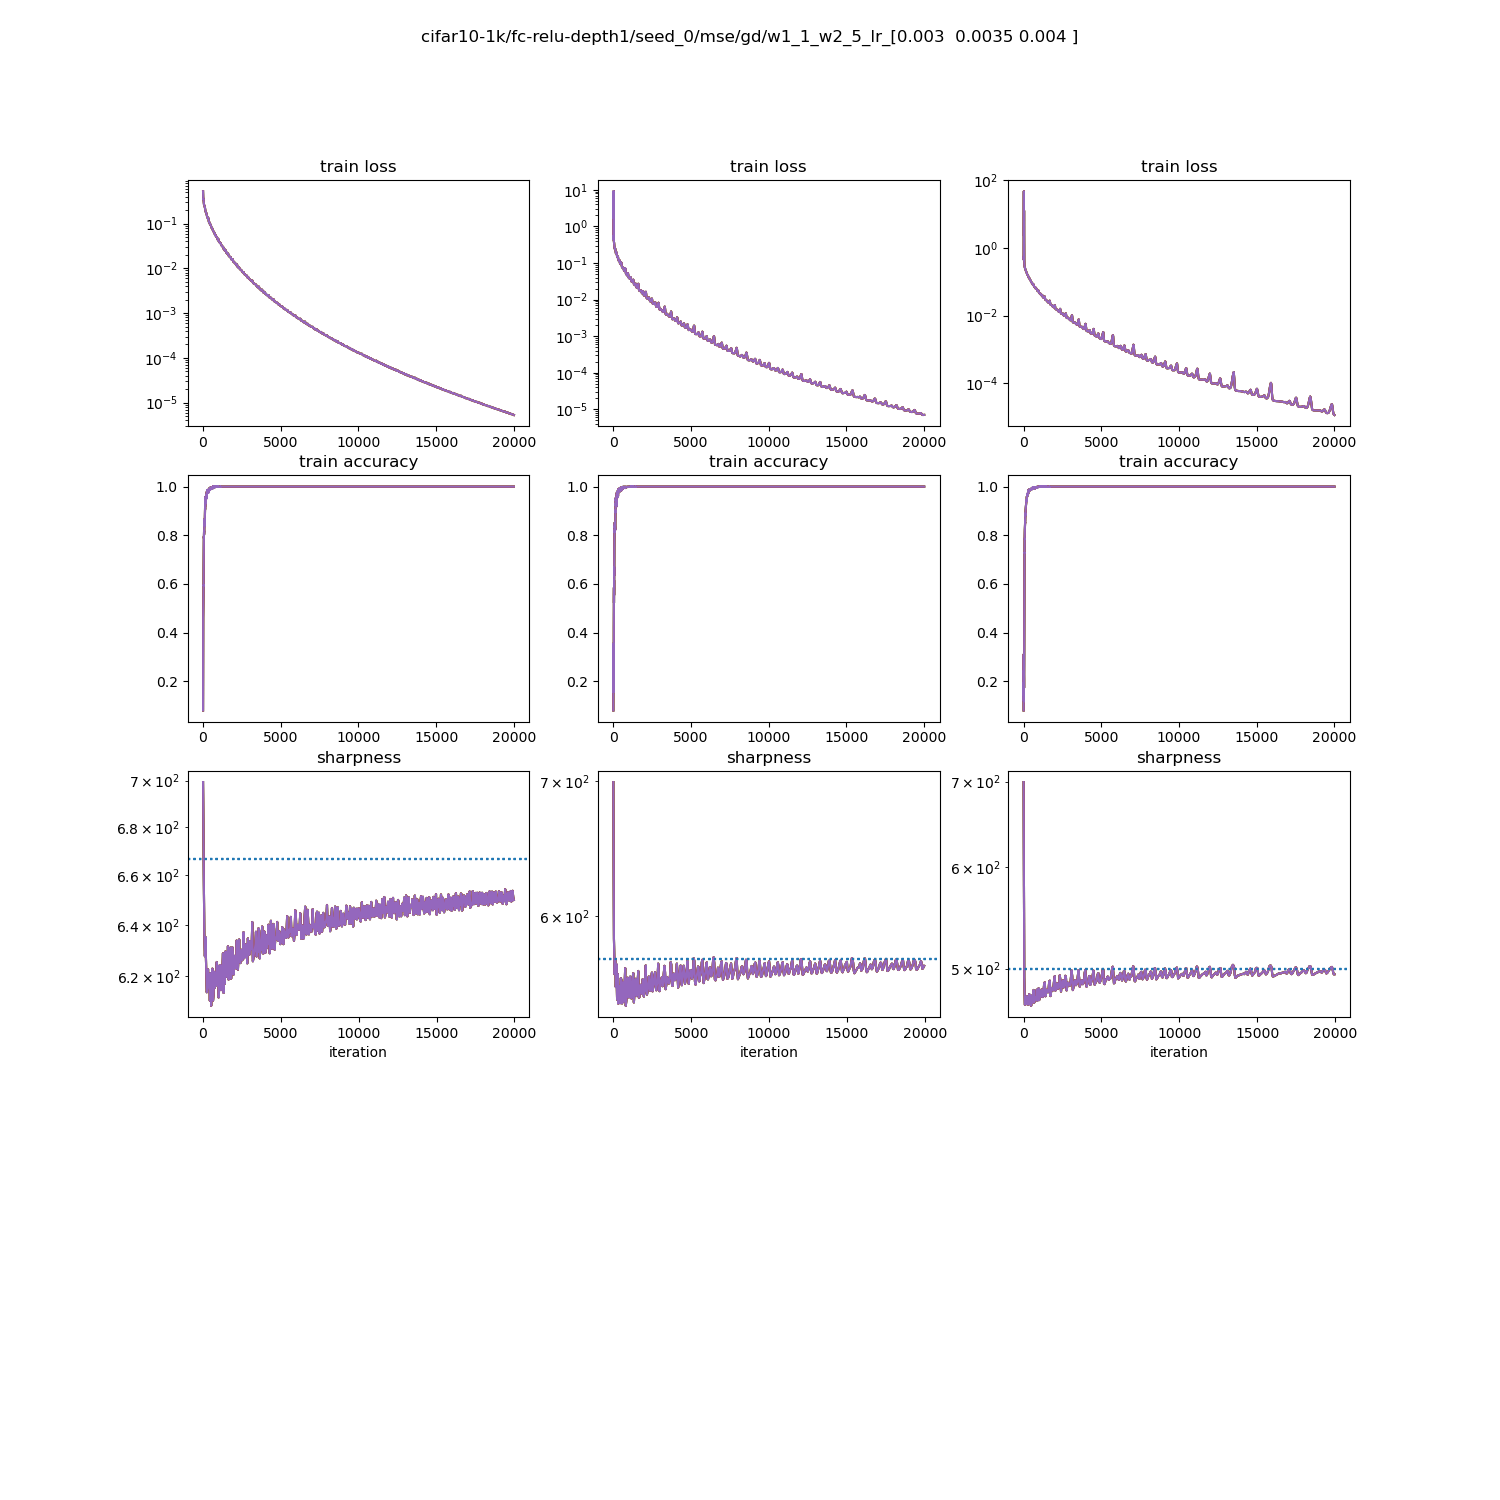 cifar10-1k/fc-relu-depth1/seed_0/mse/gd/w1_1_w2_5_lr_[0.003  0.0035 0.004 ]
train loss train loss train loss
10^-1 10^-2 10^-3 10^-4 10^-5
10^1 10^0 10^-1 10^-2 10^-3 10^-4 10^-5
10^2 10^0 10^-2 10^-4
0 5000 10000 15000 20000 0 5000 10000 15000 20000 0 5000 10000 15000 20000
train accuracy train accuracy train accuracy
1.0 1.0 1.0
0.8 0.8 0.8
0.6 0.6 0.6
0.4 0.4 0.4
0.2 0.2 0.2
0 5000 10000 15000 20000 0 5000 10000 15000 20000 0 5000 10000 15000 20000
sharpness sharpness sharpness
7 × 10^2 6.8 × 10^2 6.6 × 10^2 6.4 × 10^2 6.2 × 10^2
7 × 10^2 6 × 10^2
7 × 10^2 6 × 10^2 5 × 10^2
0 5000 10000 15000 20000 0 5000 10000 15000 20000 0 5000 10000 15000 20000
iteration iteration iteration